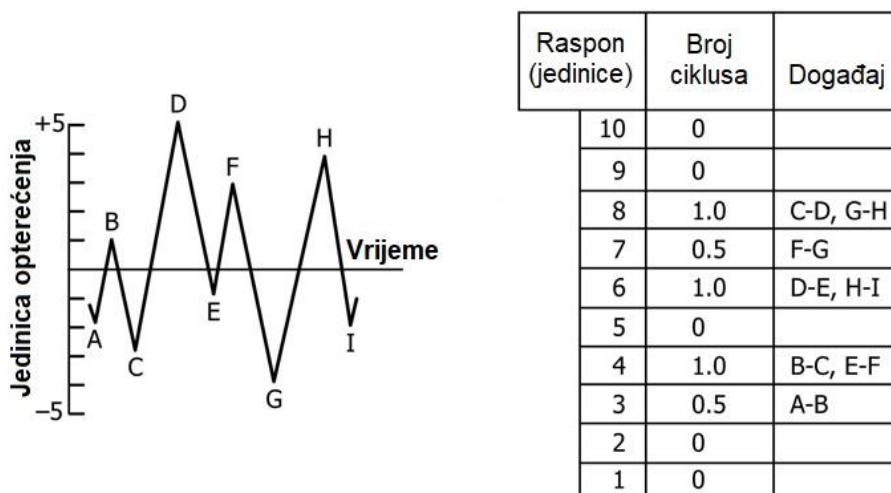 D
+5
H
F
B
Vrijeme
E
A
I
C
G
−5
Jedinica opterećenja
Raspon (jedinice) Broj ciklusa Događaj
10 0
9 0
8 1.0 C-D, G-H
7 0.5 F-G
6 1.0 D-E, H-I
5 0
4 1.0 B-C, E-F
3 0.5 A-B
2 0
1 0